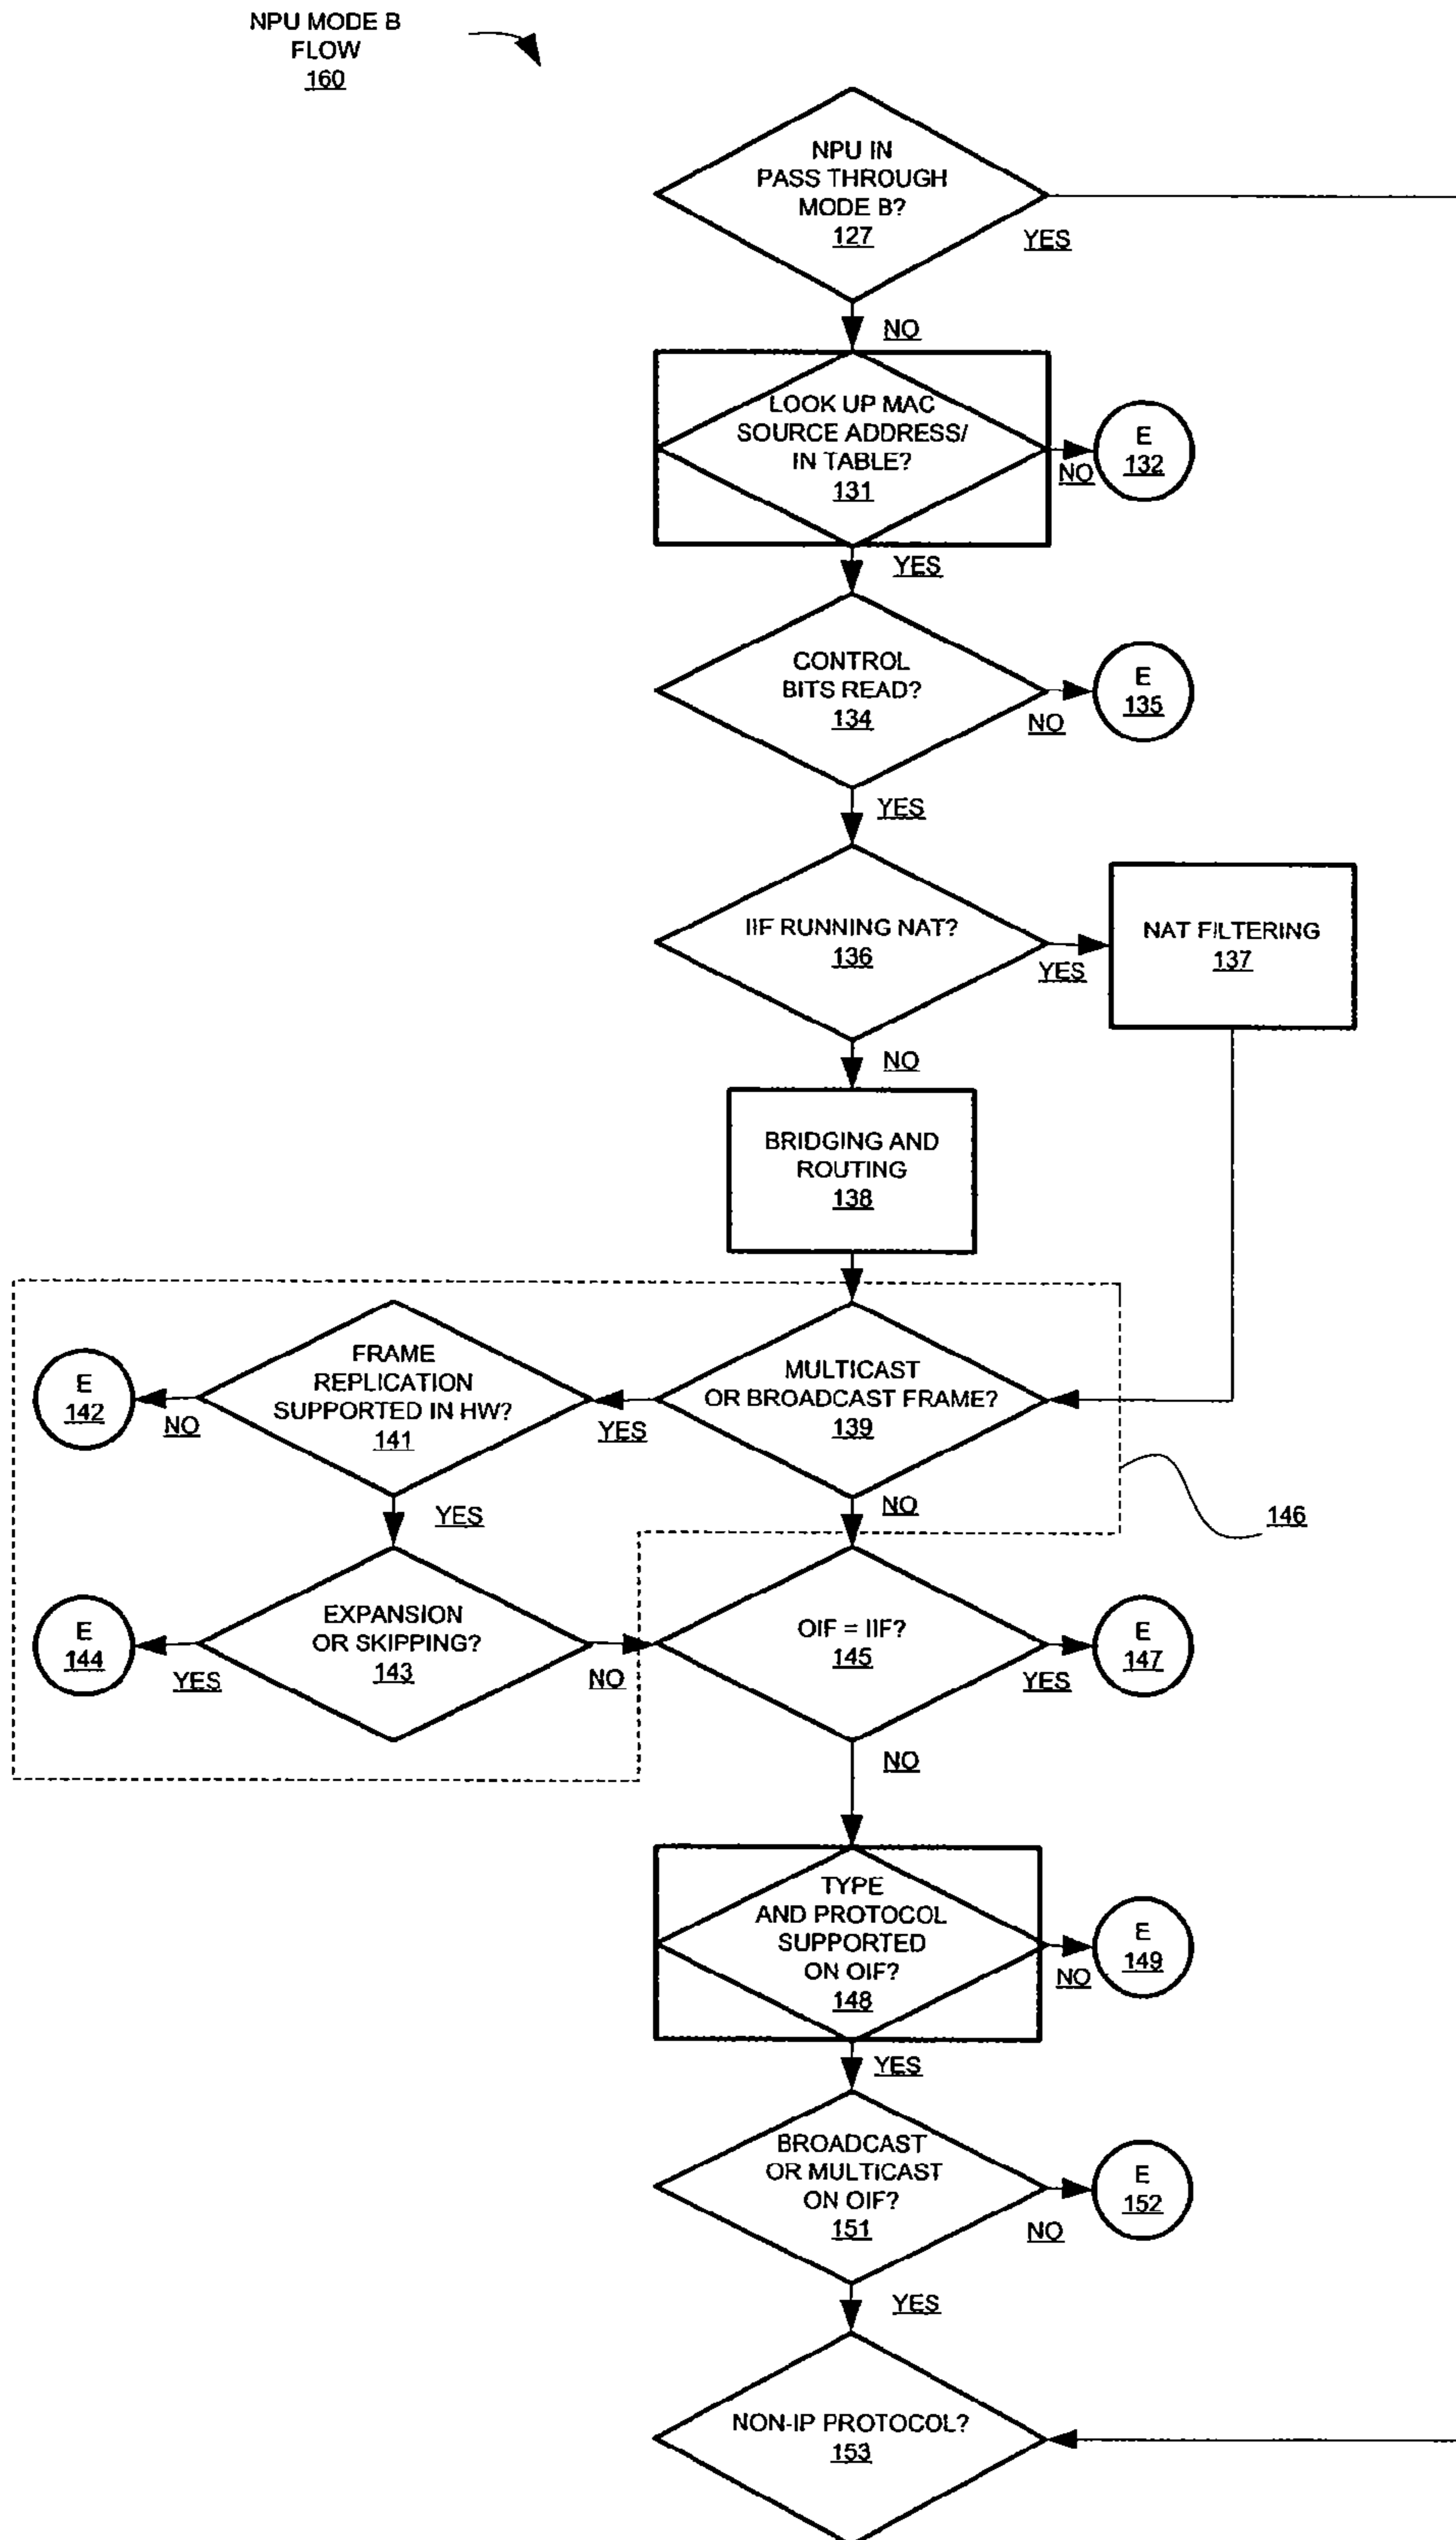 NPU MODE B
FLOW
160
NPU IN
PASS THROUGH
MODE B?
127
YES
NO
LOOK UP MAC
SOURCE ADDRESS/
IN TABLE?
131
NO
E
132
YES
CONTROL
BITS READ?
134
NO
E
135
YES
IIF RUNNING NAT?
136
YES
NAT FILTERING
137
NO
BRIDGING AND
ROUTING
138
MULTICAST
OR BROADCAST FRAME?
139
YES
FRAME
REPLICATION
SUPPORTED IN HW?
141
NO
E
142
YES
NO
146
EXPANSION
OR SKIPPING?
143
YES
E
144
NO
OIF = IIF?
145
YES
E
147
NO
TYPE
AND PROTOCOL
SUPPORTED
ON OIF?
148
NO
E
149
YES
BROADCAST
OR MULTICAST
ON OIF?
151
NO
E
152
YES
NON-IP PROTOCOL?
153